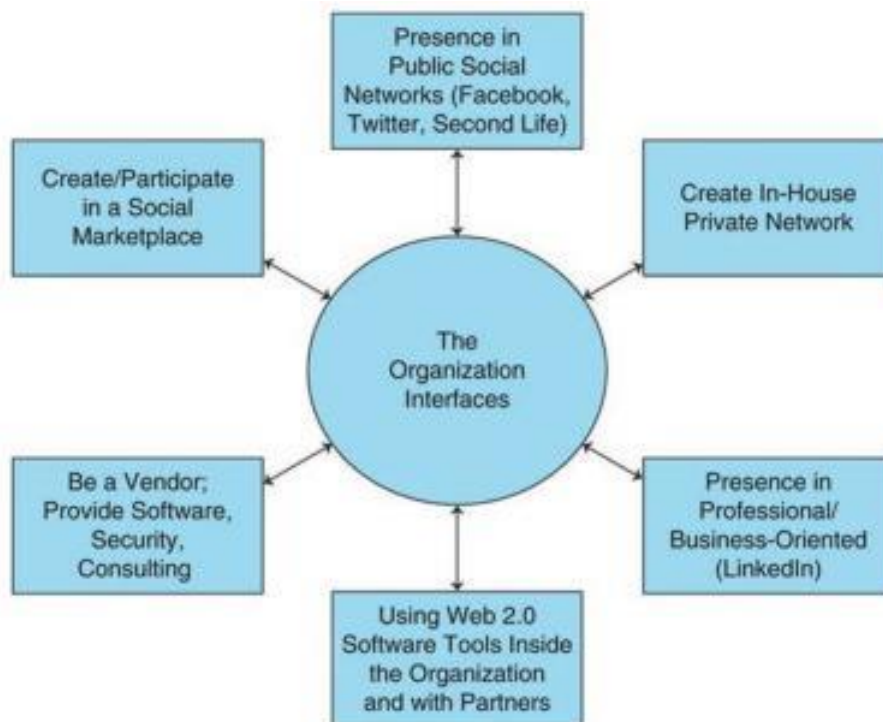 Presence in
Public Social
Networks (Facebook,
Twitter, Second Life)
Create/Participate
in a Social
Marketplace
Create In-House
Private Network
The
Organization
Interfaces
Be a Vendor;
Provide Software,
Security,
Consulting
Presence in
Professional/
Business-Oriented
(LinkedIn)
Using Web 2.0
Software Tools Inside
the Organization
and with Partners